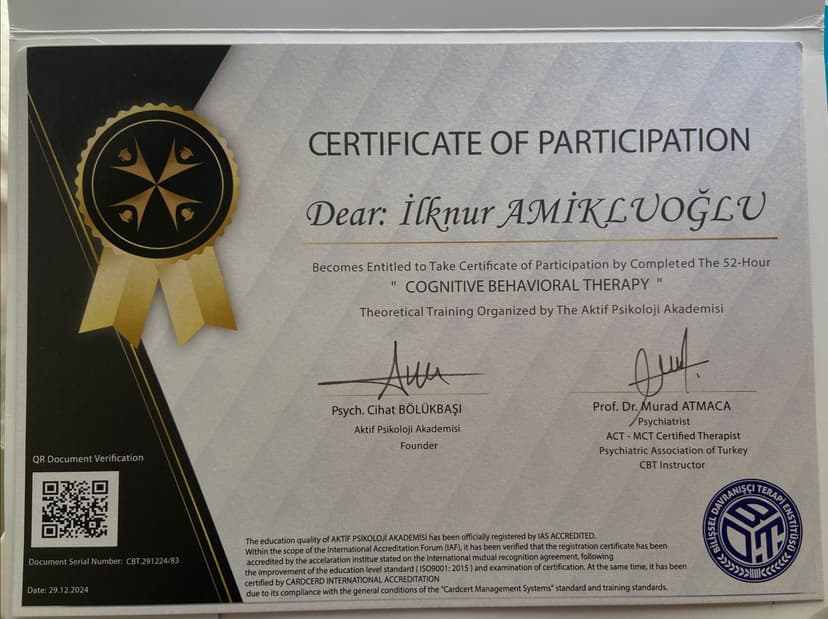 CERTIFICATE OF PARTICIPATION
Dear: İlknur AMİKLUOĞLU
Becomes Entitled to Take Certificate of Participation by Completed The 52-Hour
" COGNITIVE BEHAVIORAL THERAPY "
Theoretical Training Organized by The Aktif Psikoloji Akademisi
Psych. Cihat BÖLÜKBAŞI
Aktif Psikoloji Akademisi
Founder
Prof. Dr. Murad ATMACA
Psychiatrist
ACT - MCT Certified Therapist
Psychiatric Association of Turkey
CBT Instructor
QR Document Verification
Document Serial Number: CBT.291224/83
Date: 29.12.2024
The education quality of AKTİF PSİKOLOJİ AKADEMİSİ has been officially registered by IAS ACCREDITED.
Within the scope of the International Accreditation Forum (IAF), it has been verified that the registration certificate has been
accredited by the accelaration institue stated on the international mutual recognition agreement, following
the improvement of the education level standard ( ISO9001: 2015 ) and examination of certification. At the same time, it has been
certified by CARDCERD INTERNATIONAL ACCREDITATION
due to its compliance with the general conditions of the "Cardcert Management Systems" standard and training standards.
BİLİŞSEL DAVRANIŞÇI TERAPİ ENSTİTÜSÜ